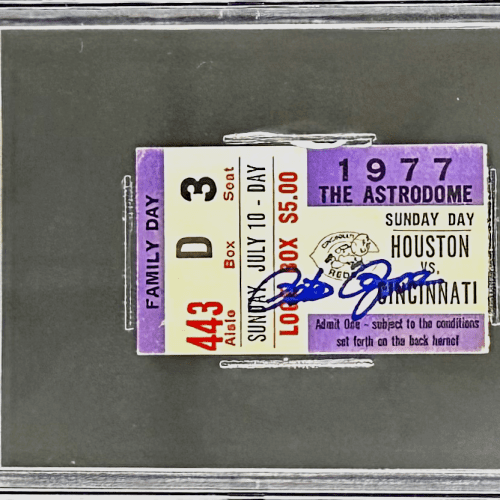 FAMILY DAY
443 D 3
Aisle Box Seat
SUNDAY JULY 10 - DAY
LOGE BOX $5.00
1977
THE ASTRODOME
SUNDAY DAY
HOUSTON
VS.
CINCINNATI
CINCINNATI
REDS
Admit One - subject to the conditions
set forth on the back hereof